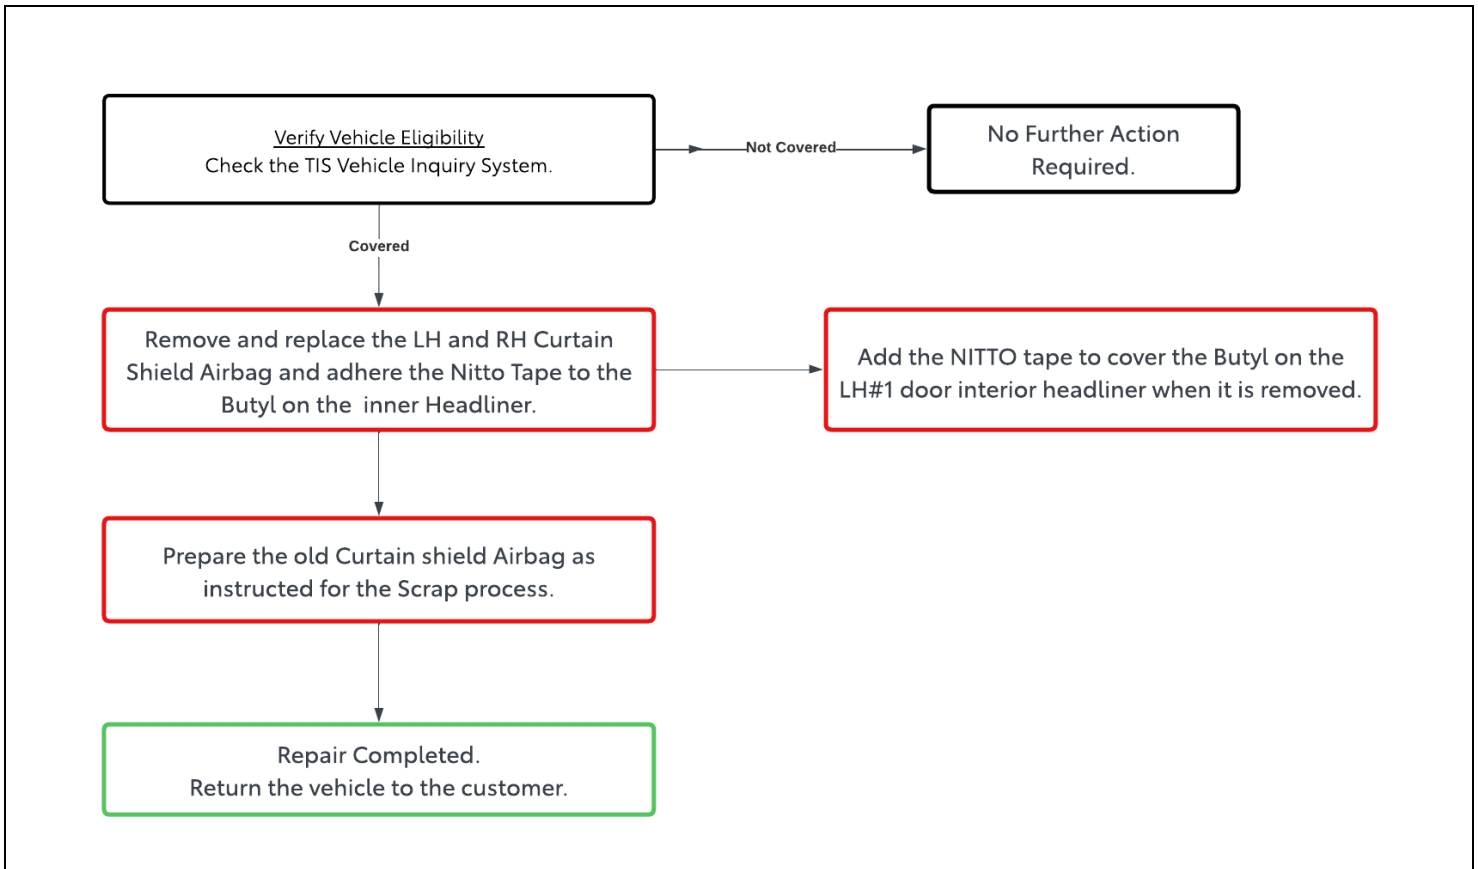 Verify Vehicle Eligibility
Check the TIS Vehicle Inquiry System.
Not Covered
No Further Action
Required.
Covered
Remove and replace the LH and RH Curtain
Shield Airbag and adhere the Nitto Tape to the
Butyl on the inner Headliner.
Add the NITTO tape to cover the Butyl on the
LH#1 door interior headliner when it is removed.
Prepare the old Curtain shield Airbag as
instructed for the Scrap process.
Repair Completed.
Return the vehicle to the customer.